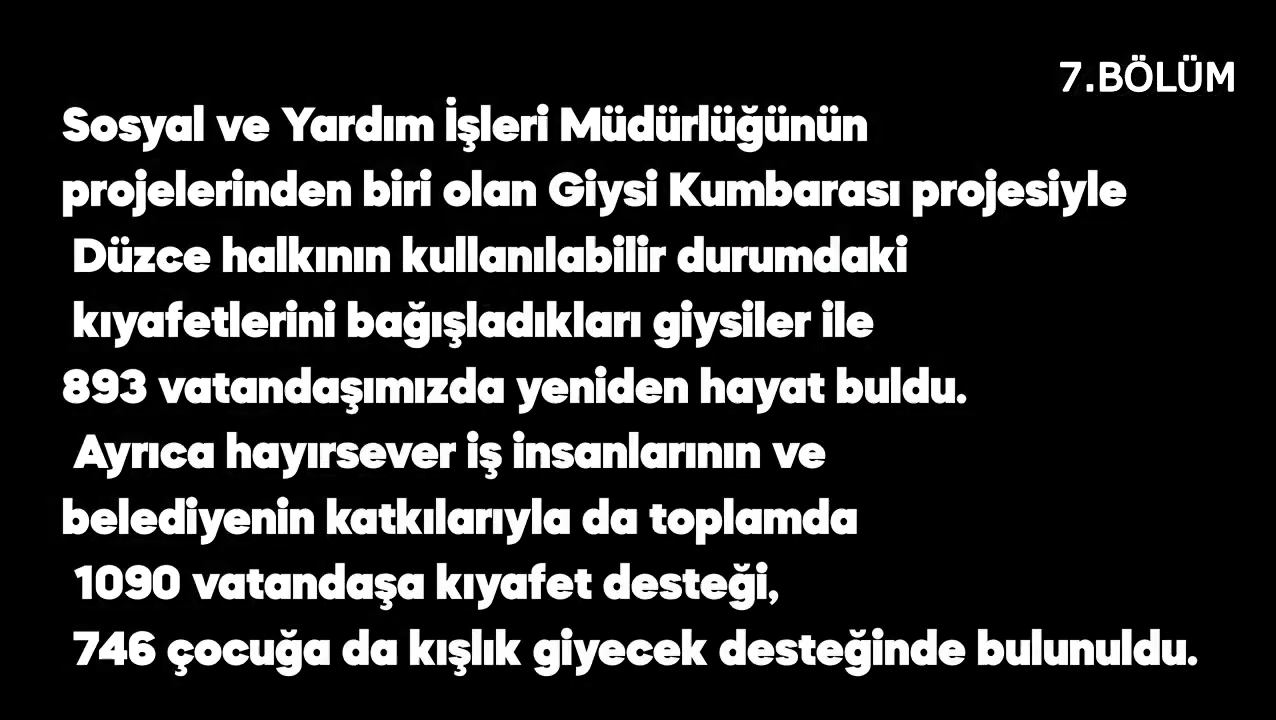 7.BÖLÜM
Sosyal ve Yardım İşleri Müdürlüğünün
projelerinden biri olan Giysi Kumbarası projesiyle
Düzce halkının kullanılabilir durumdaki
kıyafetlerini bağışladıkları giysiler ile
893 vatandaşımızda yeniden hayat buldu.
Ayrıca hayırsever iş insanlarının ve
belediyenin katkılarıyla da toplamda
1090 vatandaşa kıyafet desteği,
746 çocuğa da kışlık giyecek desteğinde bulunuldu.